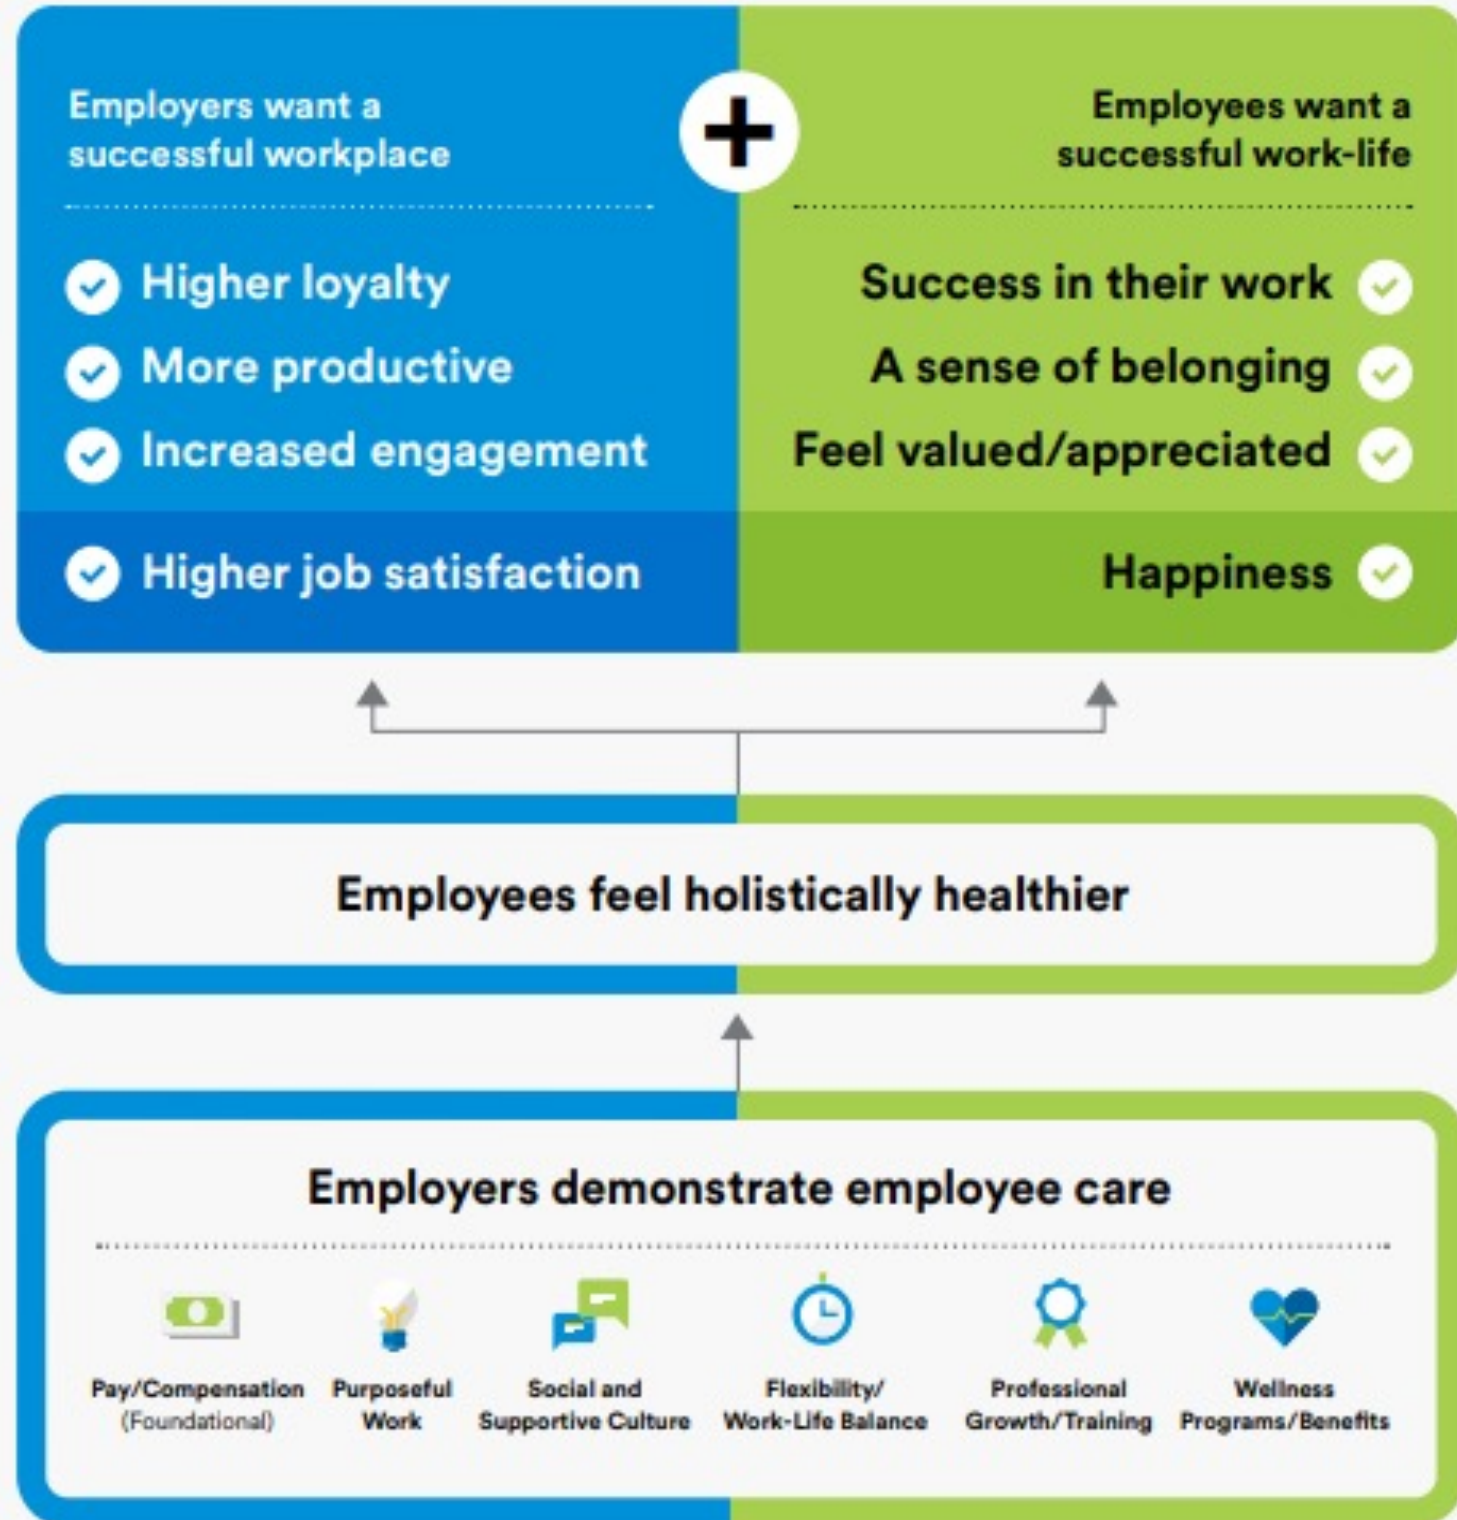 Employers want a
successful workplace
Higher loyalty
More productive
Increased engagement
Higher job satisfaction
+
Employees want a
successful work-life
Success in their work
A sense of belonging
Feel valued/appreciated
Happiness
Employees feel holistically healthier
Employers demonstrate employee care
Pay/Compensation
(Foundational)
Purposeful
Work
Social and
Supportive Culture
Flexibility/
Work-Life Balance
Professional
Growth/Training
Wellness
Programs/Benefits